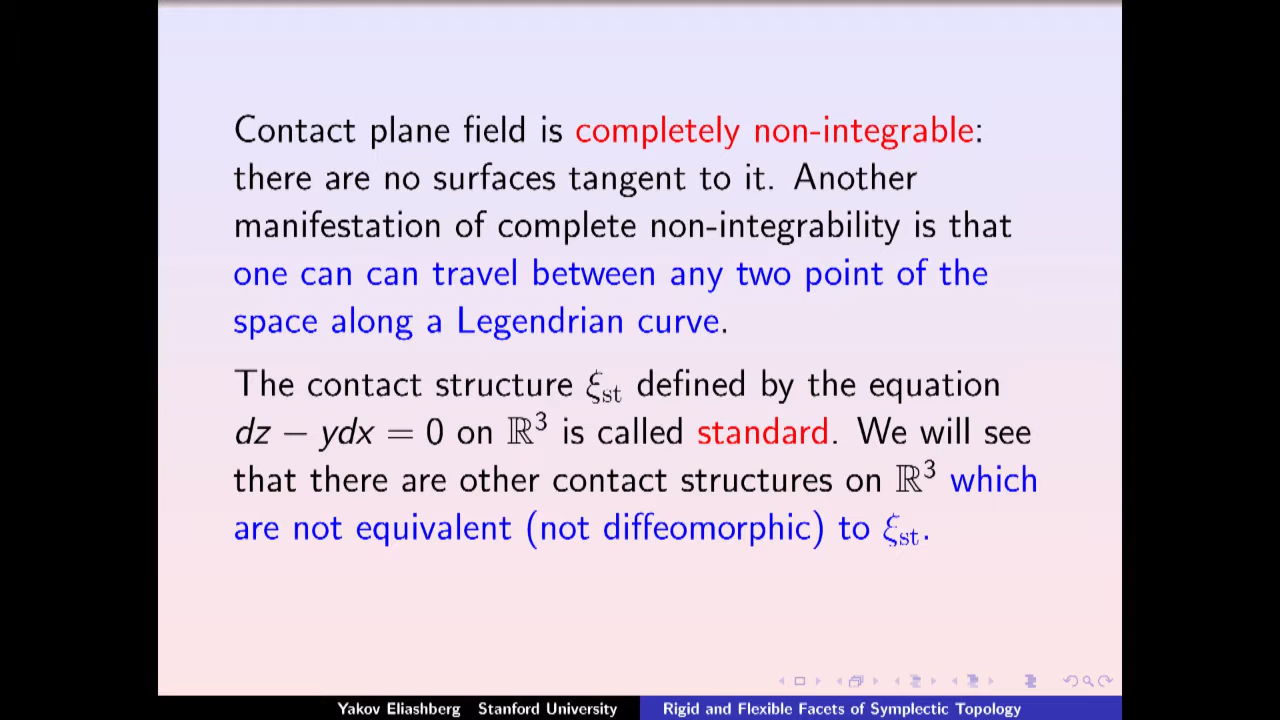 Contact plane field is completely non-integrable:
there are no surfaces tangent to it. Another
manifestation of complete non-integrability is that
one can can travel between any two point of the
space along a Legendrian curve.
The contact structure ξst defined by the equation
dz − ydx = 0 on ℝ³ is called standard. We will see
that there are other contact structures on ℝ³ which
are not equivalent (not diffeomorphic) to ξst.
Yakov Eliashberg Stanford University
Rigid and Flexible Facets of Symplectic Topology